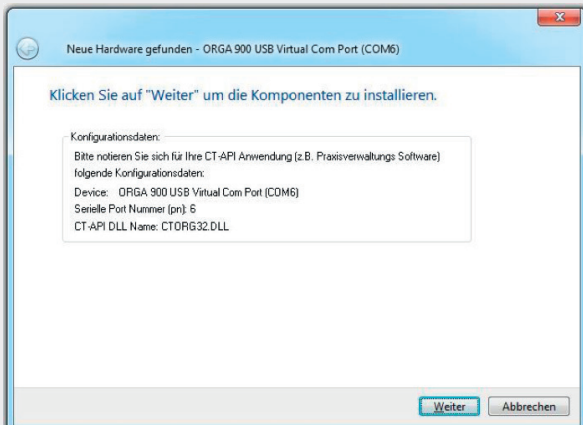 Neue Hardware gefunden - ORGA 900 USB Virtual Com Port (COM6)
Klicken Sie auf "Weiter" um die Komponenten zu installieren.
Konfigurationsdaten:
Bitte notieren Sie sich für Ihre CT-API Anwendung (z.B. Praxisverwaltungs Software)
folgende Konfigurationsdaten:
Device: ORGA 900 USB Virtual Com Port (COM6)
Serielle Port Nummer (pn): 6
CT-API DLL Name: CTORG32.DLL
Weiter Abbrechen